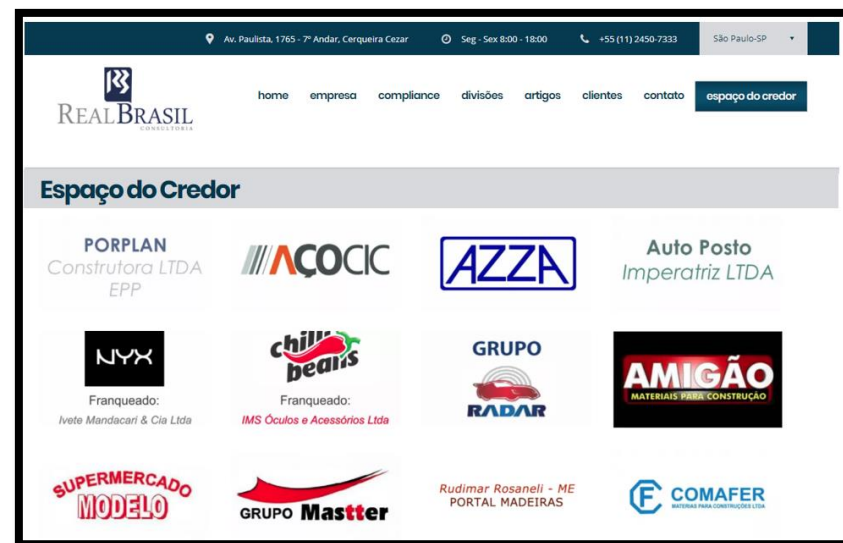 Av. Paulista, 1765 - 7º Andar, Cerqueira Cezar
Seg - Sex 8:00 - 18:00
+55 (11) 2450-7333
São Paulo-SP
REALBRASIL
CONSULTORIA
home
empresa
compliance
divisões
artigos
clientes
contato
espaço do credor
Espaço do Credor
PORPLAN
Construtora LTDA
EPP
AÇOCIC
AZZA
Auto Posto
Imperatriz LTDA
NYX
Franqueado:
Ivete Mandacari & Cia Ltda
chilli
beans
Franqueado:
IMS Óculos e Acessórios Ltda
GRUPO
RADAR
AMIGÃO
MATERIAIS PARA CONSTRUÇÃO
SUPERMERCADO
MODELO
GRUPO Mastter
Rudimar Rosaneli - ME
PORTAL MADEIRAS
COMAFER
MATERIAIS PARA CONSTRUÇÕES LTDA